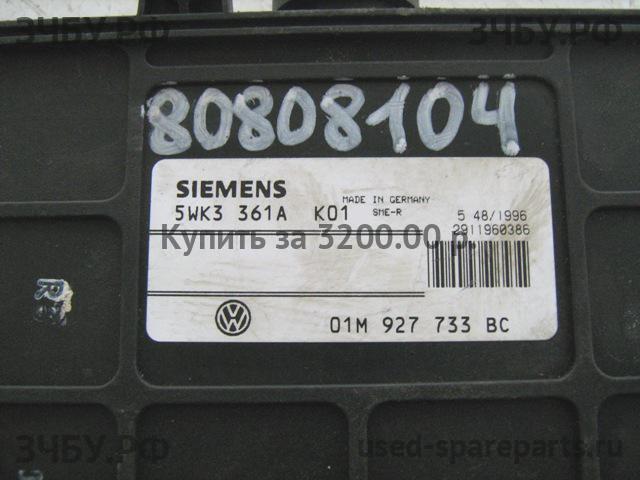 ЗЧБУ.РФ
ЗЧБУ.РФ
80808104
SIEMENS
5WK3 361A K01
MADE IN GERMANY
SME-R
5 48/1996
2911960386
Купить за 3200.00 р.
VW
01M 927 733 BC
ЗЧБУ.РФ
used-spareparts.ru